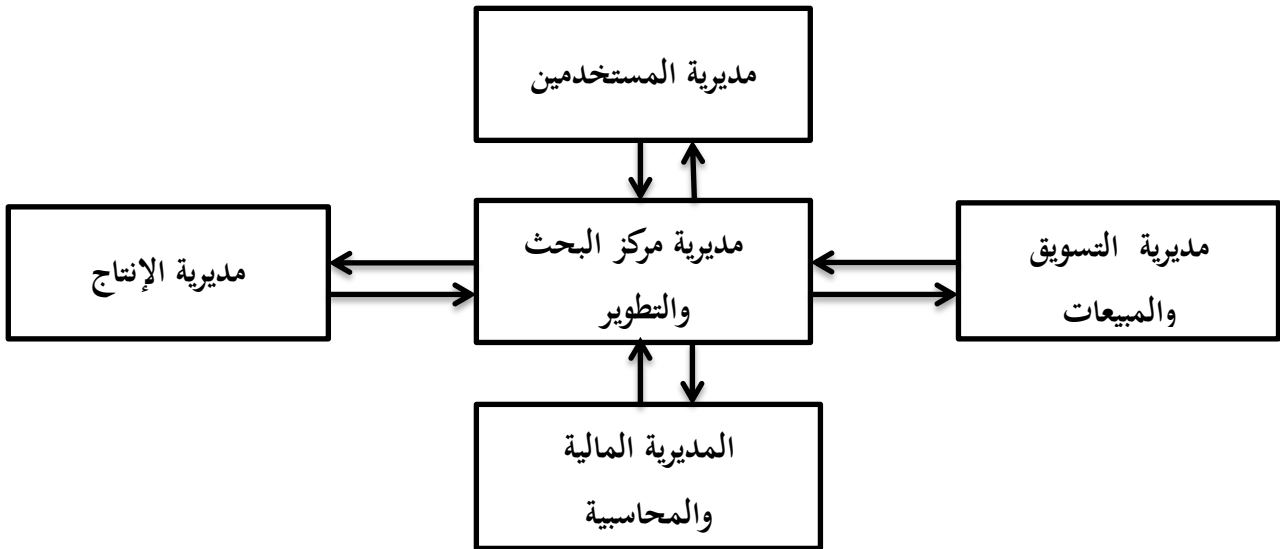 مديرية المستخدمين
مديرية التسويق
والمبيعات
مديرية مركز البحث
والتطوير
مديرية الإنتاج
المديرية المالية
والمحاسبية